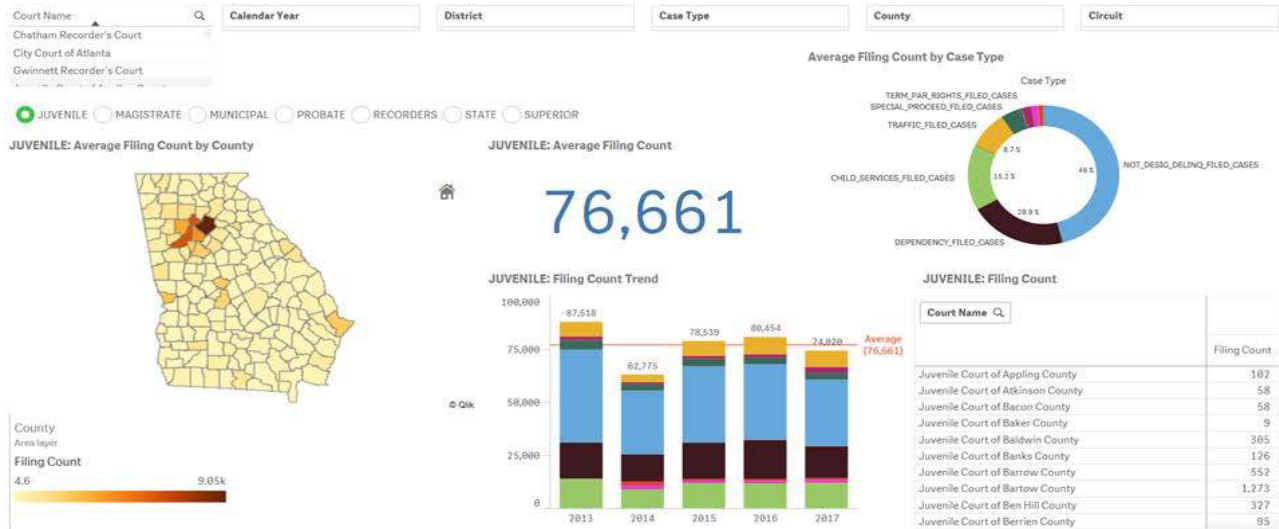 Court Name
Calendar Year
District
Case Type
County
Circuit
Chatham Recorder's Court
City Court of Atlanta
Gwinnett Recorder's Court
JUVENILE MAGISTRATE MUNICIPAL PROBATE RECORDERS STATE SUPERIOR
JUVENILE: Average Filing Count by County
County
Area layer
Filing Count
4.6 9.05k
© Qlik
JUVENILE: Average Filing Count
76,661
Average Filing Count by Case Type
Case Type
TERM_PAR_RIGHTS_FILED_CASES
SPECIAL_PROCEED_FILED_CASES
TRAFFIC_FILED_CASES
CHILD_SERVICES_FILED_CASES
DEPENDENCY_FILED_CASES
NOT_DESIG_DELINQ_FILED_CASES
8.7%
15.2%
20.9%
46%
JUVENILE: Filing Count Trend
100,000
75,000
50,000
25,000
0
87,518
62,775
78,539
80,454
74,020
Average
(76,661)
2013 2014 2015 2016 2017
JUVENILE: Filing Count
Court Name
Filing Count
Juvenile Court of Appling County 102
Juvenile Court of Atkinson County 58
Juvenile Court of Bacon County 58
Juvenile Court of Baker County 9
Juvenile Court of Baldwin County 305
Juvenile Court of Banks County 126
Juvenile Court of Barrow County 552
Juvenile Court of Bartow County 1,273
Juvenile Court of Ben Hill County 327
Juvenile Court of Berrien County 95